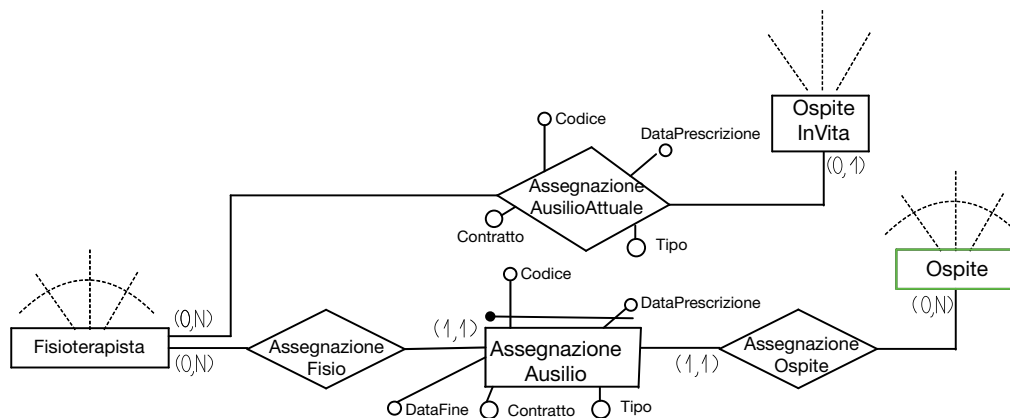 Ospite
InVita
Codice
DataPrescrizione
(0,1)
Assegnazione
AusilioAttuale
Contratto
Tipo
Ospite
(0,N)
Codice
DataPrescrizione
(0,N)
(1,1)
Fisioterapista
(0,N)
Assegnazione
Fisio
Assegnazione
Ausilio
(1,1)
Assegnazione
Ospite
DataFine
Contratto
Tipo